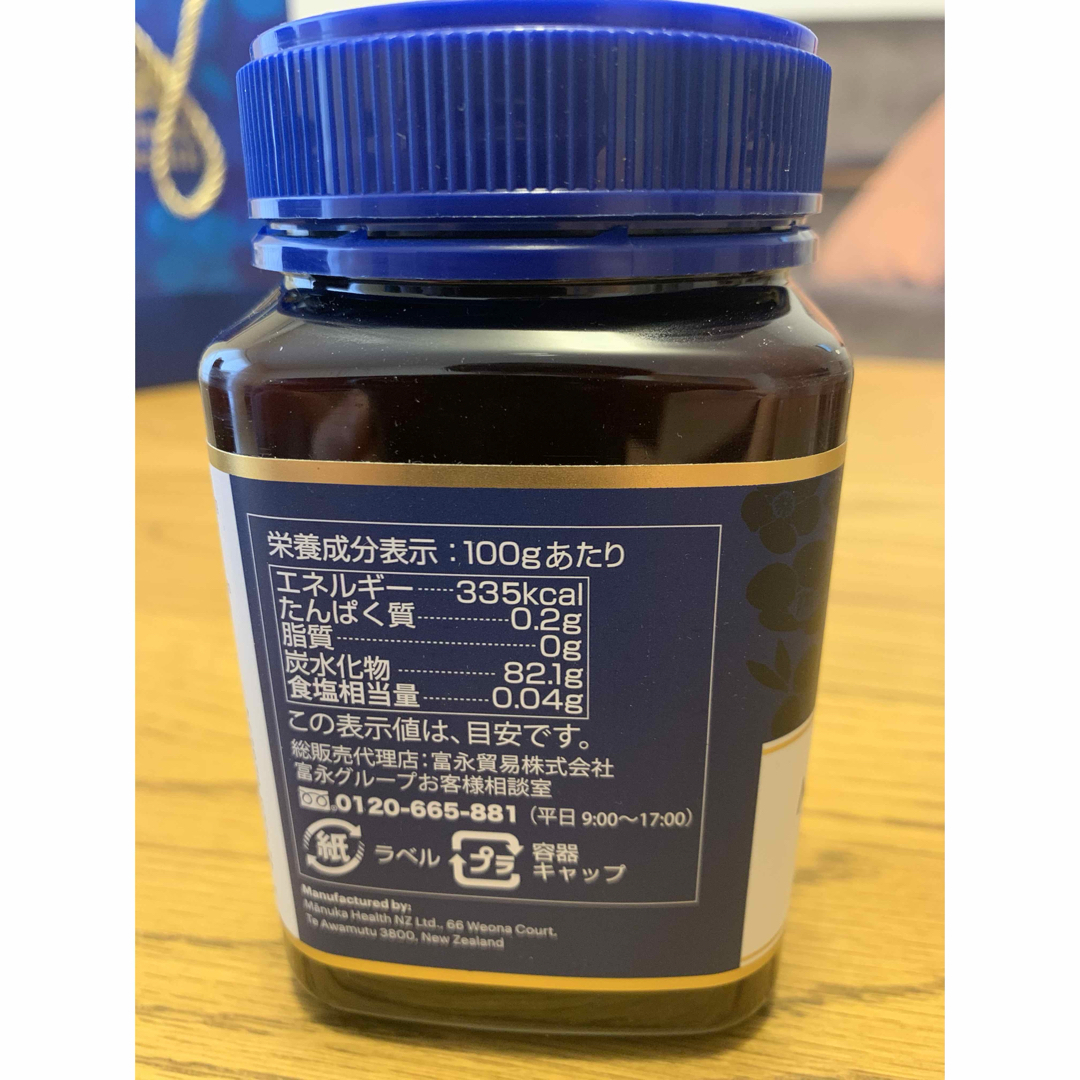 栄養成分表示：100gあたり
エネルギー……335kcal
たんぱく質…………0.2g
脂質………………………0g
炭水化物…………82.1g
食塩相当量………0.04g
この表示値は、目安です。
総販売代理店：富永貿易株式会社
富永グループお客様相談室
0120-665-881（平日 9:00～17:00）
紙 ラベル プラ 容器
キャップ
Manufactured by:
Mānuka Health NZ Ltd., 66 Weona Court,
Te Awamutu 3800, New Zealand